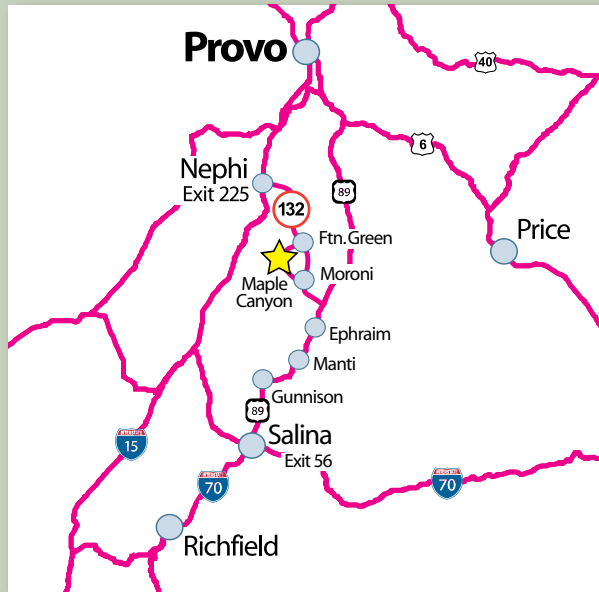 Provo
40
6
Nephi
Exit 225
89
132
Ftn.Green
Price
Maple
Canyon
Moroni
Ephraim
Manti
Gunnison
89
Salina
Exit 56
15
70
70
Richfield